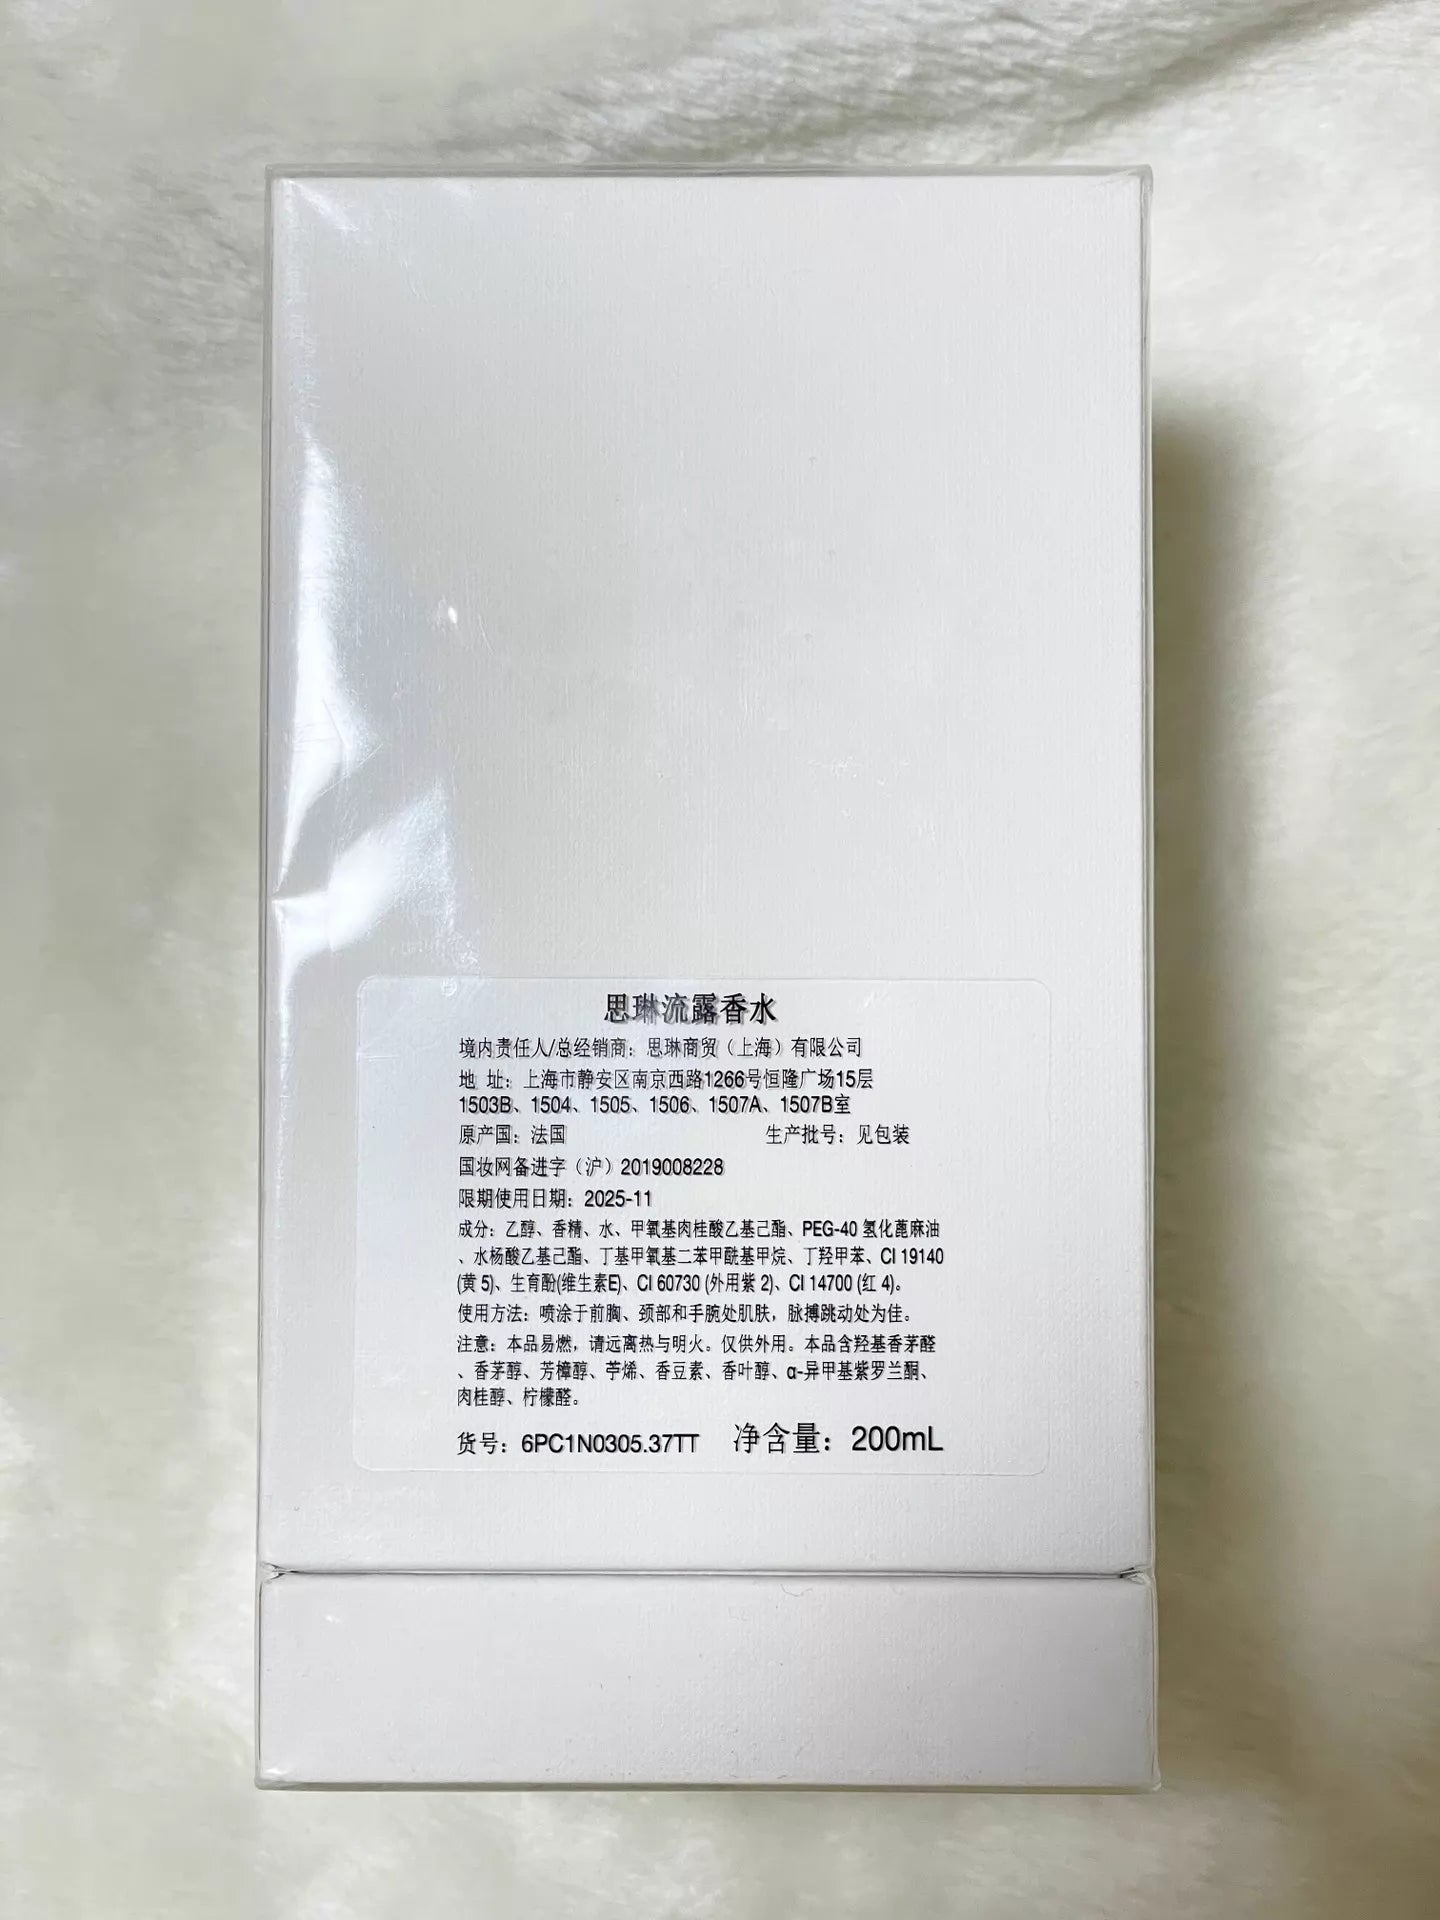 思琳流露香水
境内责任人/总经销商：思琳商贸（上海）有限公司
地 址：上海市静安区南京西路1266号恒隆广场15层
1503B、1504、1505、1506、1507A、1507B室
原产国：法国 生产批号：见包装
国妆网备进字（沪）2019008228
限期使用日期：2025-11
成分：乙醇、香精、水、甲氧基肉桂酸乙基己酯、PEG-40 氢化蓖麻油
、水杨酸乙基己酯、丁基甲氧基二苯甲酰基甲烷、丁羟甲苯、CI 19140
(黄 5)、生育酚(维生素E)、CI 60730 (外用紫 2)、CI 14700 (红 4)。
使用方法：喷涂于前胸、颈部和手腕处肌肤，脉搏跳动处为佳。
注意：本品易燃，请远离热与明火。仅供外用。本品含羟基香茅醛
、香茅醇、芳樟醇、苧烯、香豆素、香叶醇、α-异甲基紫罗兰酮、
肉桂醇、柠檬醛。
货号：6PC1N0305.37TT 净含量：200mL